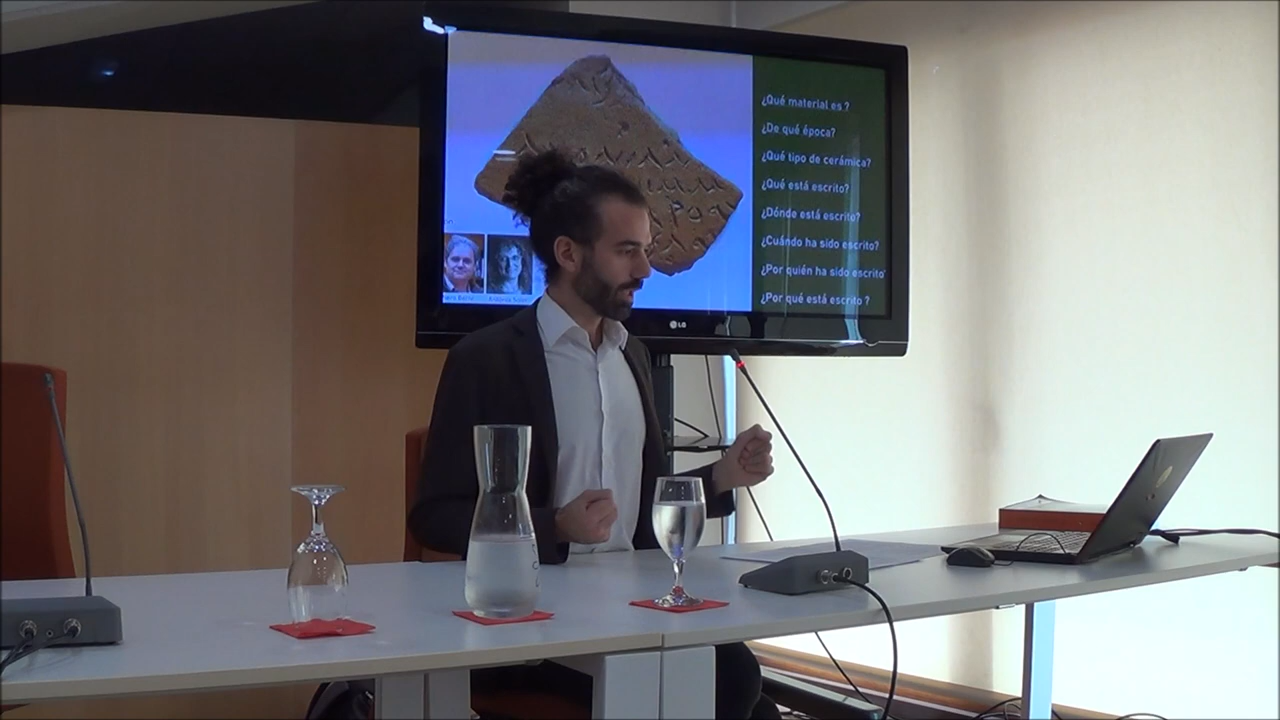 ¿Qué material es ?
¿De qué época?
¿Qué tipo de cerámica?
¿Qué está escrito?
¿Dónde está escrito?
¿Cuándo ha sido escrito?
¿Por quién ha sido escrito
¿Por qué está escrito ?
LG